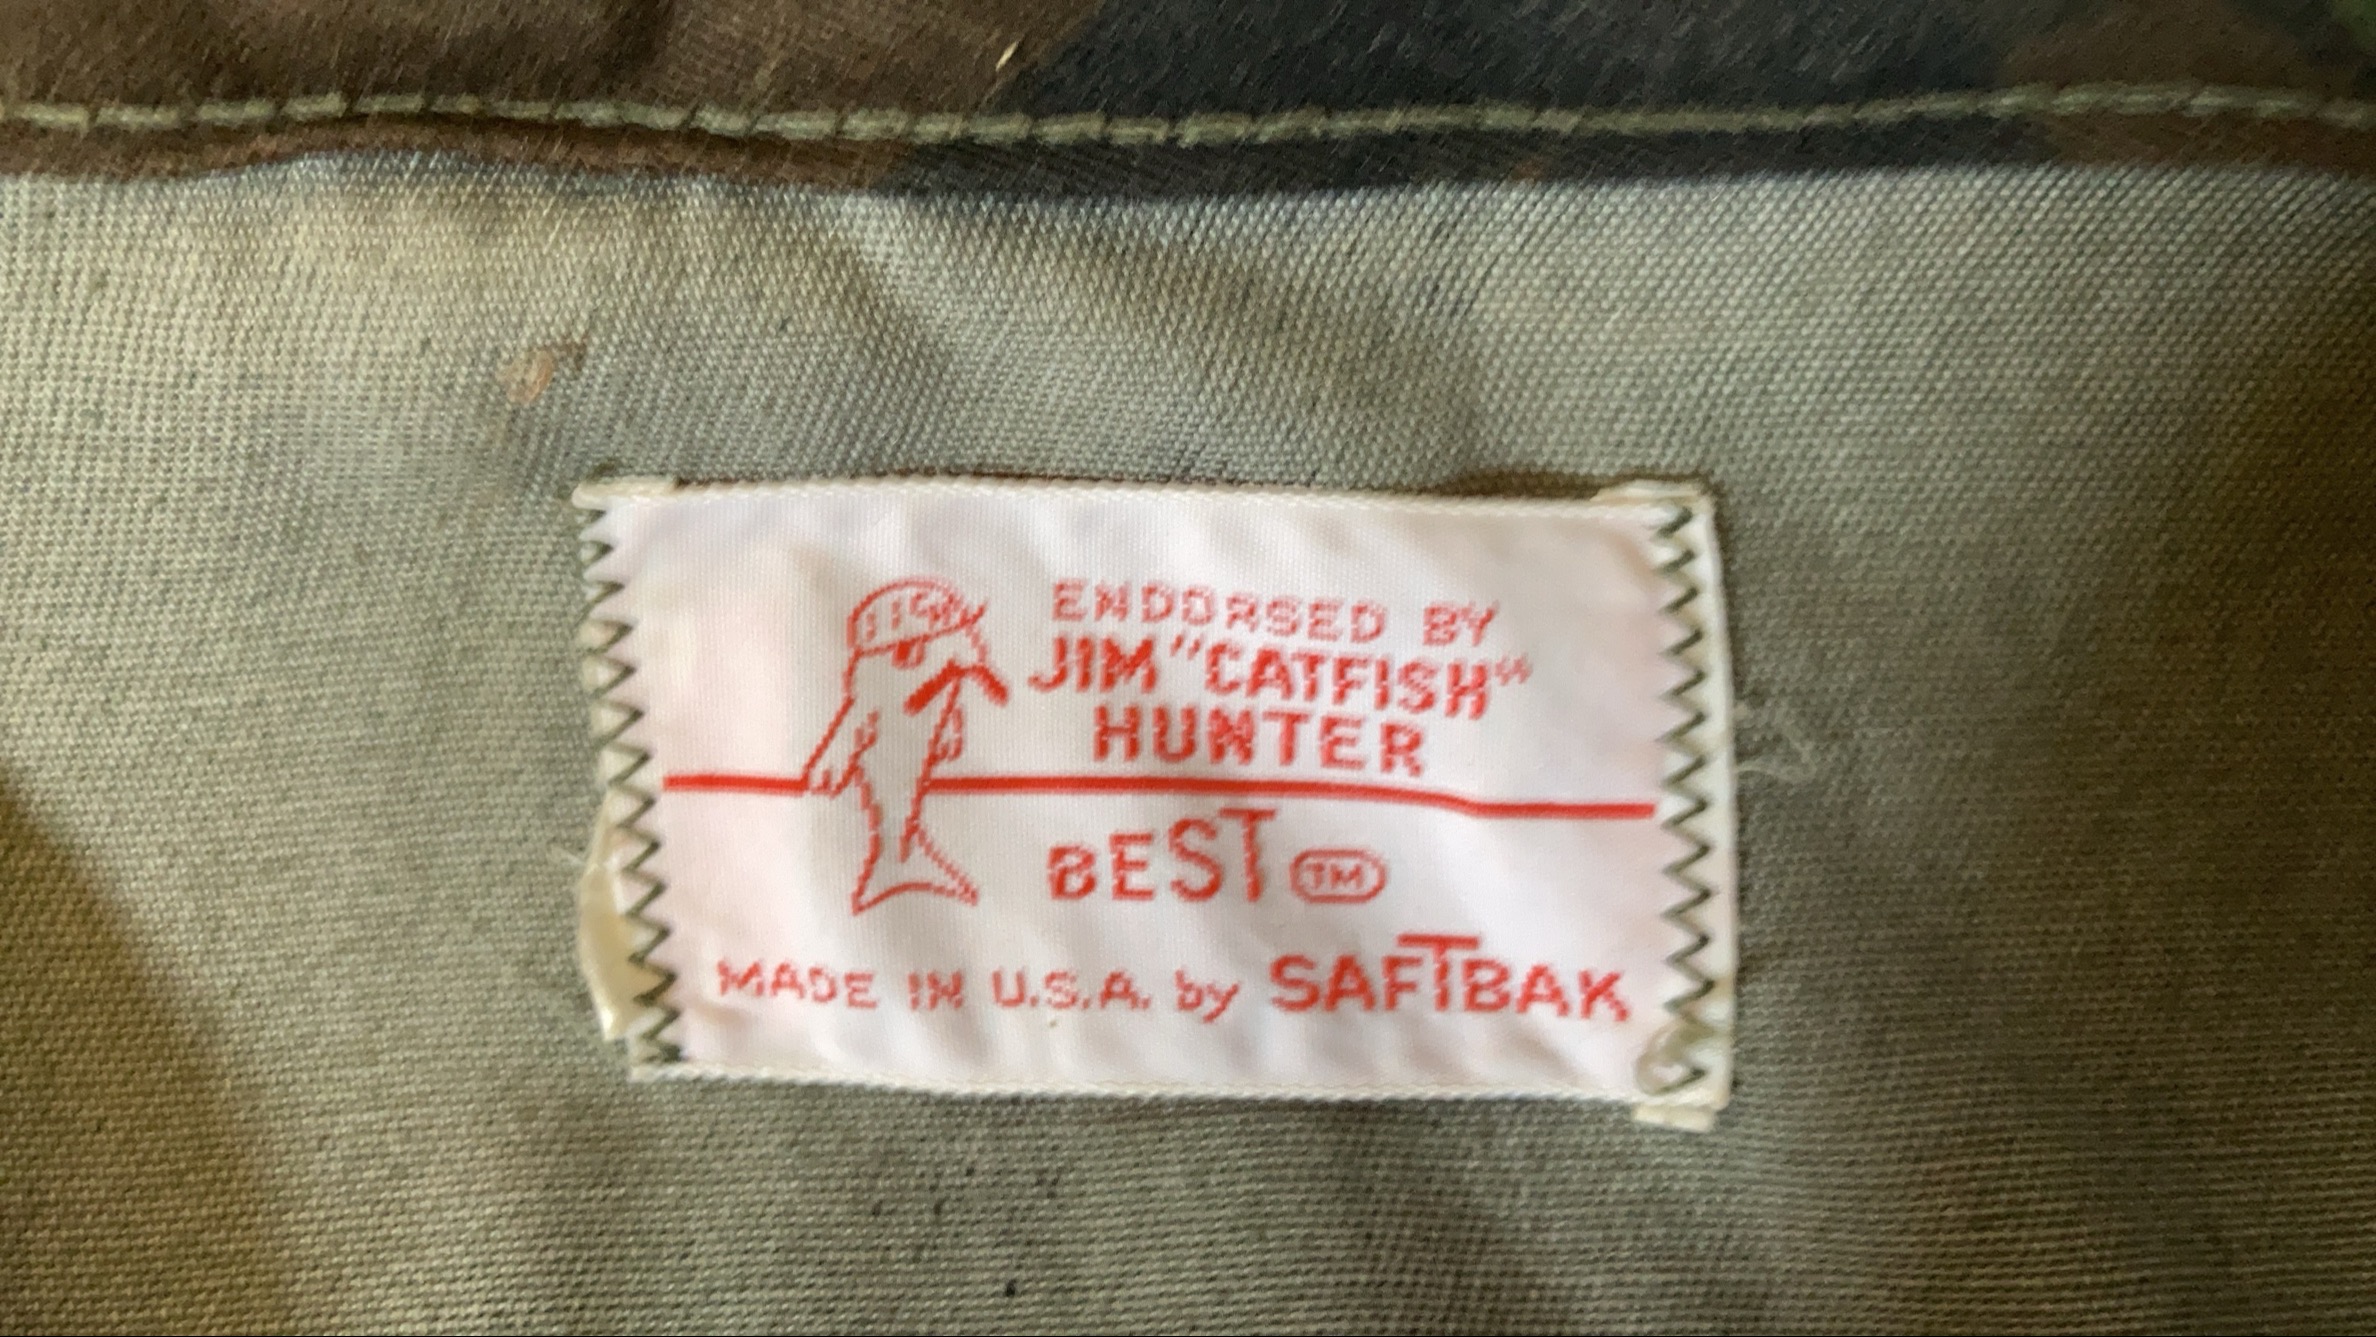 ENDORSED BY
JIM "CATFISH"
HUNTER
BEST TM
MADE IN U.S.A. by SAFTBAK